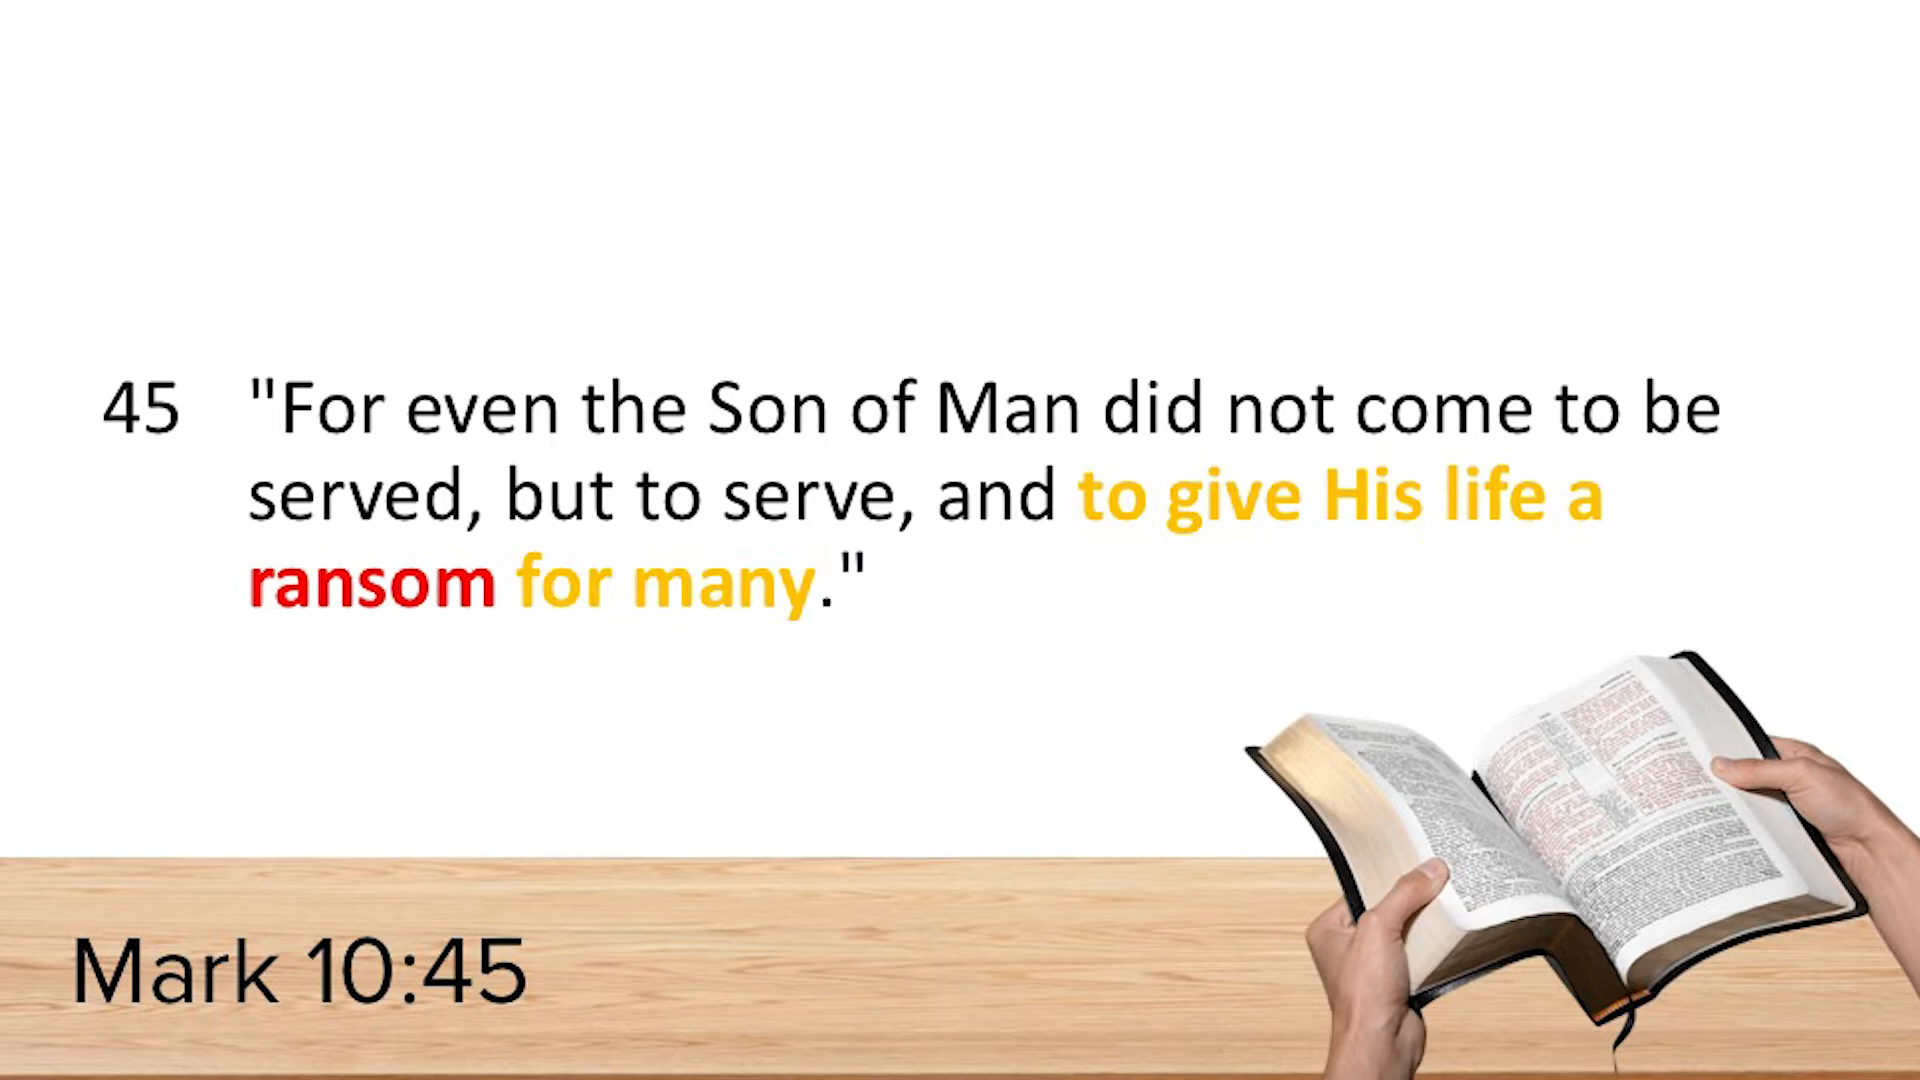 45 "For even the Son of Man did not come to be
served, but to serve, and to give His life a
ransom for many."
Mark 10:45